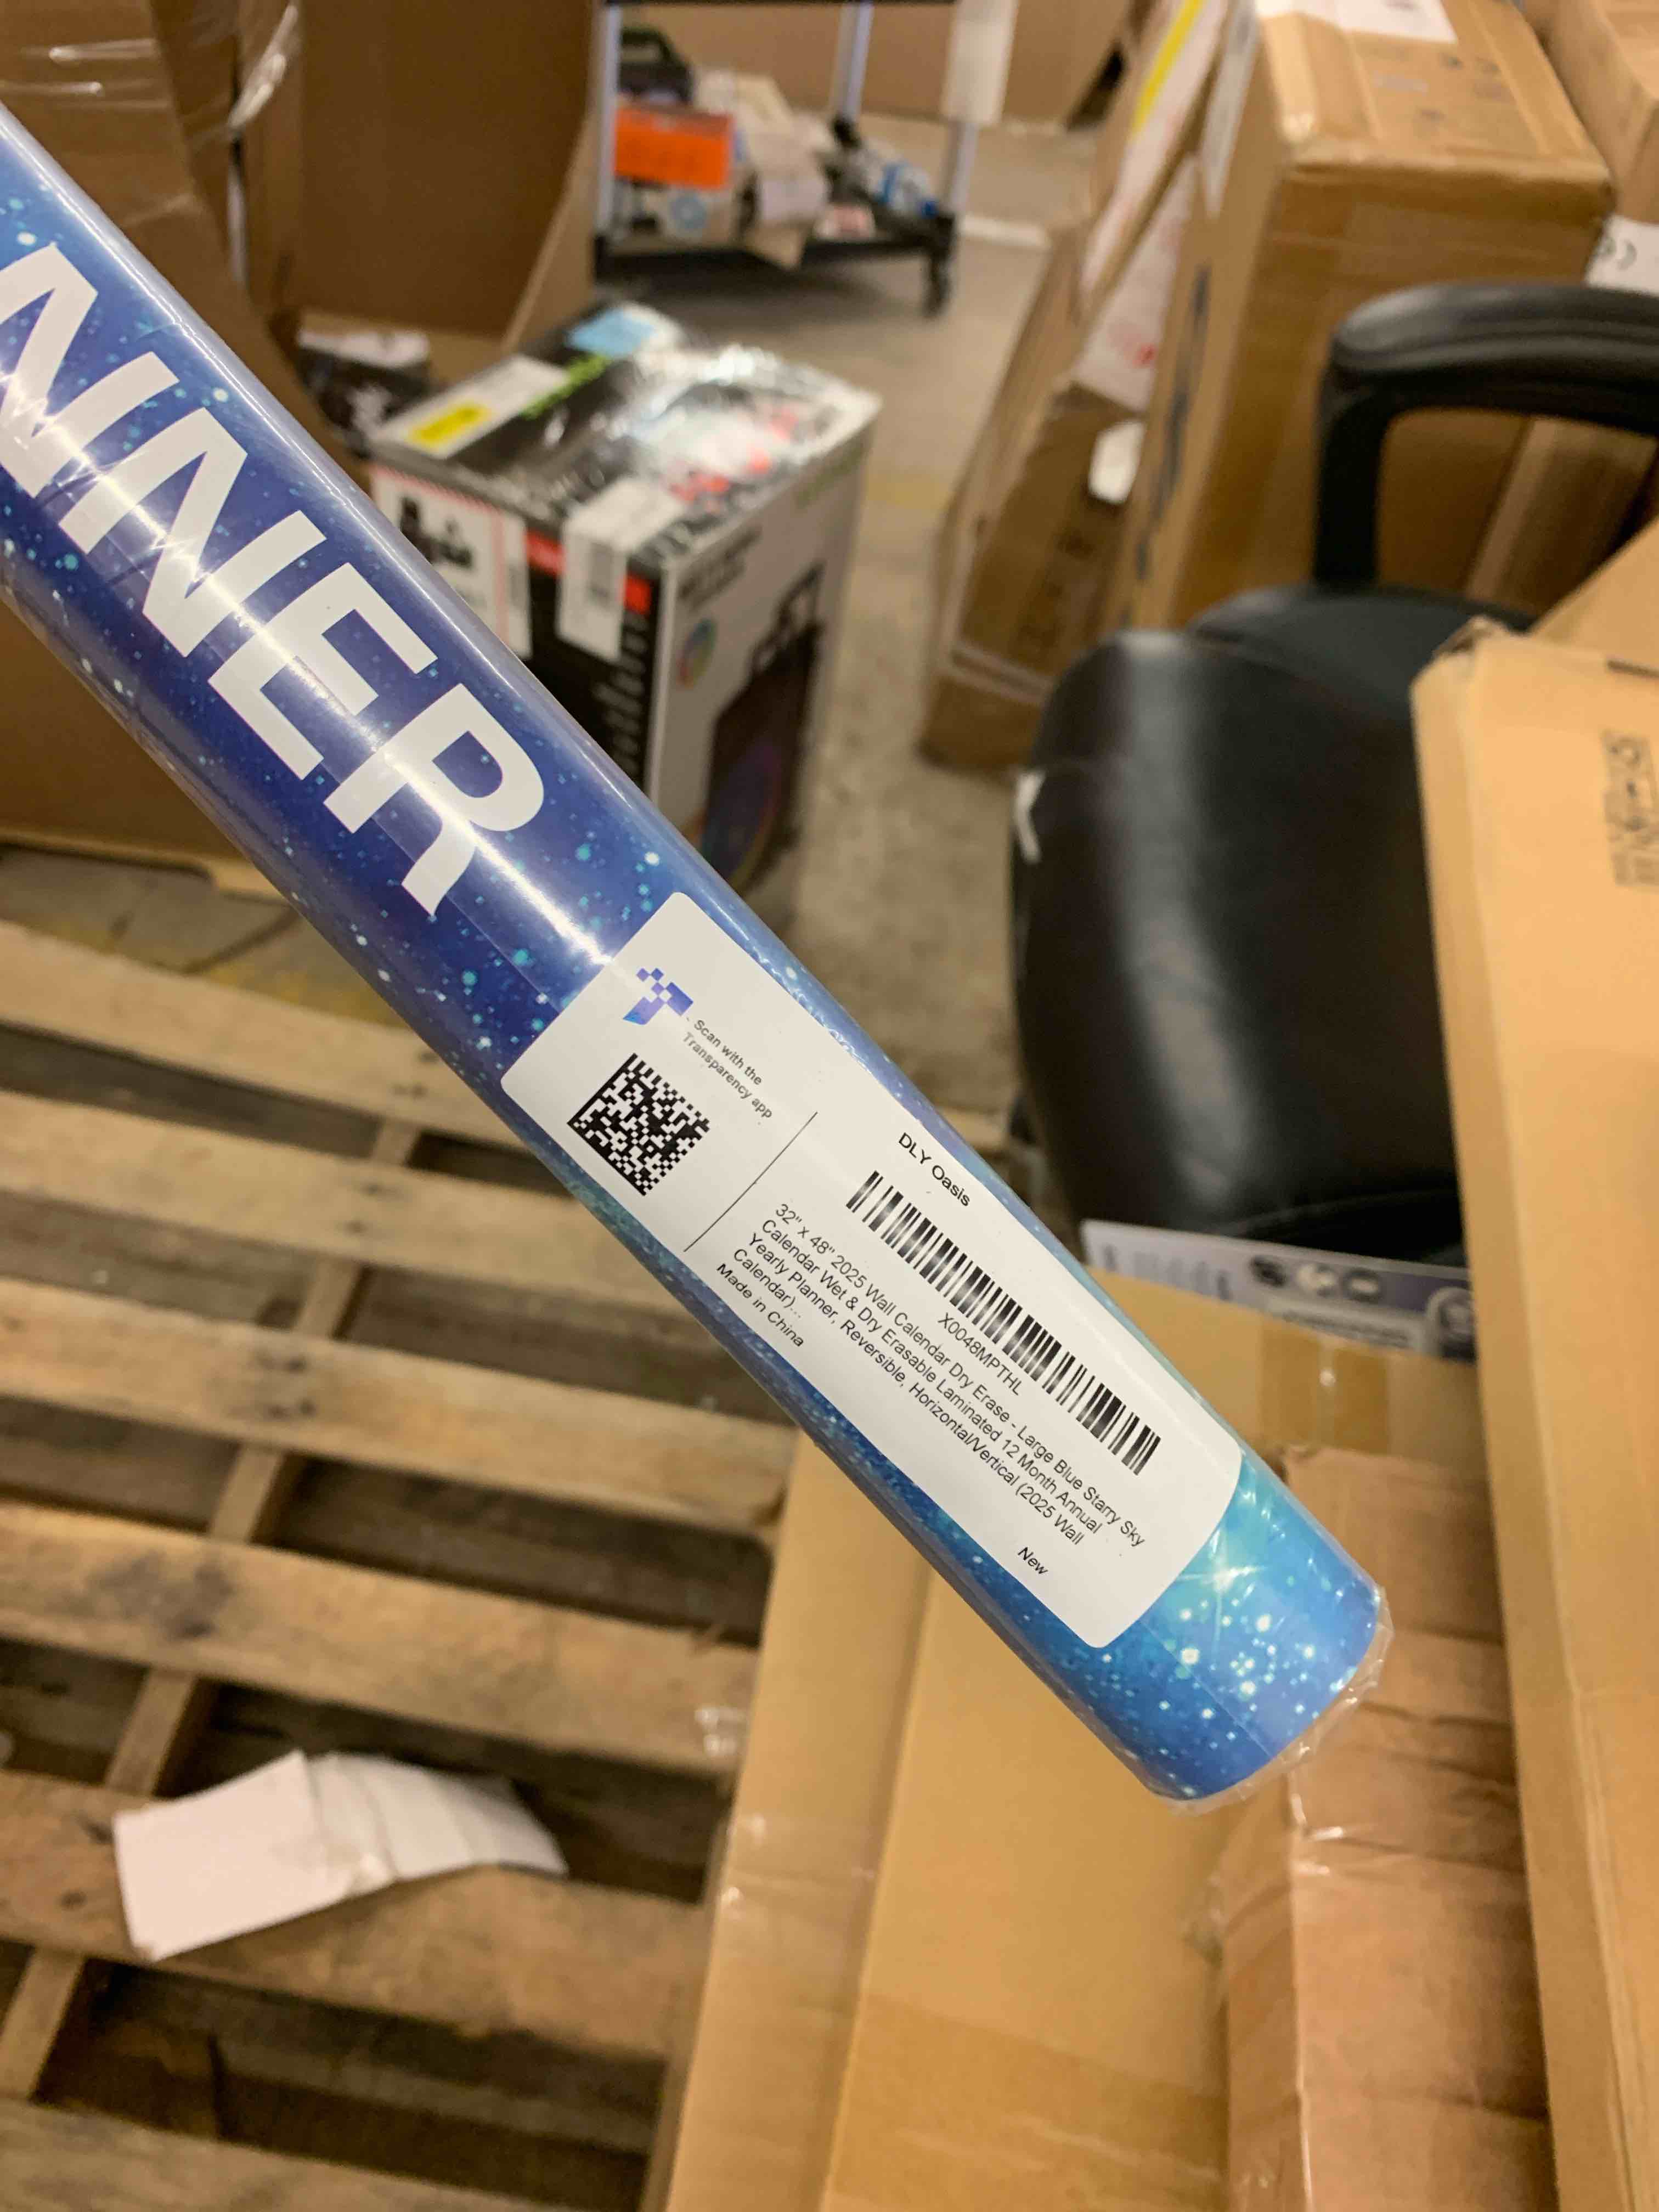 NNER
- Scan with the
Transparency app
DLY Oasis
X0048MPTHL
32" x 48" 2025 Wall Calendar Dry Erase - Large Blue Starry Sky
Calendar Wet & Dry Erasable Laminated 12 Month Annual
Yearly Planner, Reversible, Horizontal/Vertical (2025 Wall
Calendar)...
New
Made in China